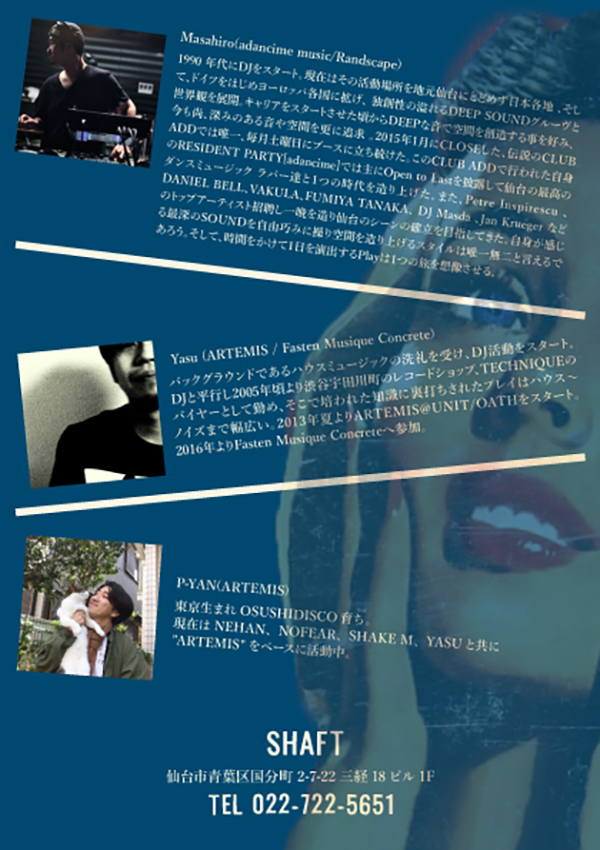 Masahiro(adancime music/Randscape)
1990 年代にDJをスタート。現在はその活動場所を地元仙台にとどめず日本各地、そし
て、ドイツをはじめヨーロッパ各国に拡げ、独創性の溢れるDEEP SOUNDグルーヴと
世界観を展開。キャリアをスタートさせた頃からDEEPな音で空間を創造する事を好み、
今も尚、深みのある音や空間を更に追求 。2015年1月にCLOSEした、伝説のCLUB
ADDでは唯一、毎月土曜日にブースに立ち続けた。このCLUB ADDで行われた自身
のRESIDENT PARTY[adancime]では主にOpen to Lastを披露して仙台の最高の
ダンスミュージック ラバー達と1つの時代を造り上げた。また、Petre Inspirescu 、
DANIEL BELL、VAKULA、FUMIYA TANAKA、DJ Masda 、Jan Krueger など
のトップアーティスト招聘し一晩を造り仙台のシーンの確立を目指してきた。自身が感じ
る最深のSOUNDを自由巧みに操り空間を造り上げるスタイルは唯一無二と言えるで
あろう。そして、時間をかけて1日を演出するPlayは1つの旅を想像させる。
Yasu (ARTEMIS / Fasten Musique Concrete)
バックグラウンドであるハウスミュージックの洗礼を受け、DJ活動をスタート。
DJと平行し2005年頃より渋谷宇田川町のレコードショップ、TECHNIQUEの
バイヤーとして勤め、そこで培われた知識に裏打ちされたプレイはハウス〜
ノイズまで幅広い。2013年夏よりARTEMIS@UNIT/OATHをスタート。
2016年よりFasten Musique Concreteへ参加。
P-YAN(ARTEMIS)
東京生まれ OSUSHIDISCO 育ち。
現在は NEHAN、NOFEAR、SHAKE M、YASU と共に
"ARTEMIS" をベースに活動中。
SHAFT
仙台市青葉区国分町 2-7-22 三経 18 ビル 1F
TEL 022-722-5651